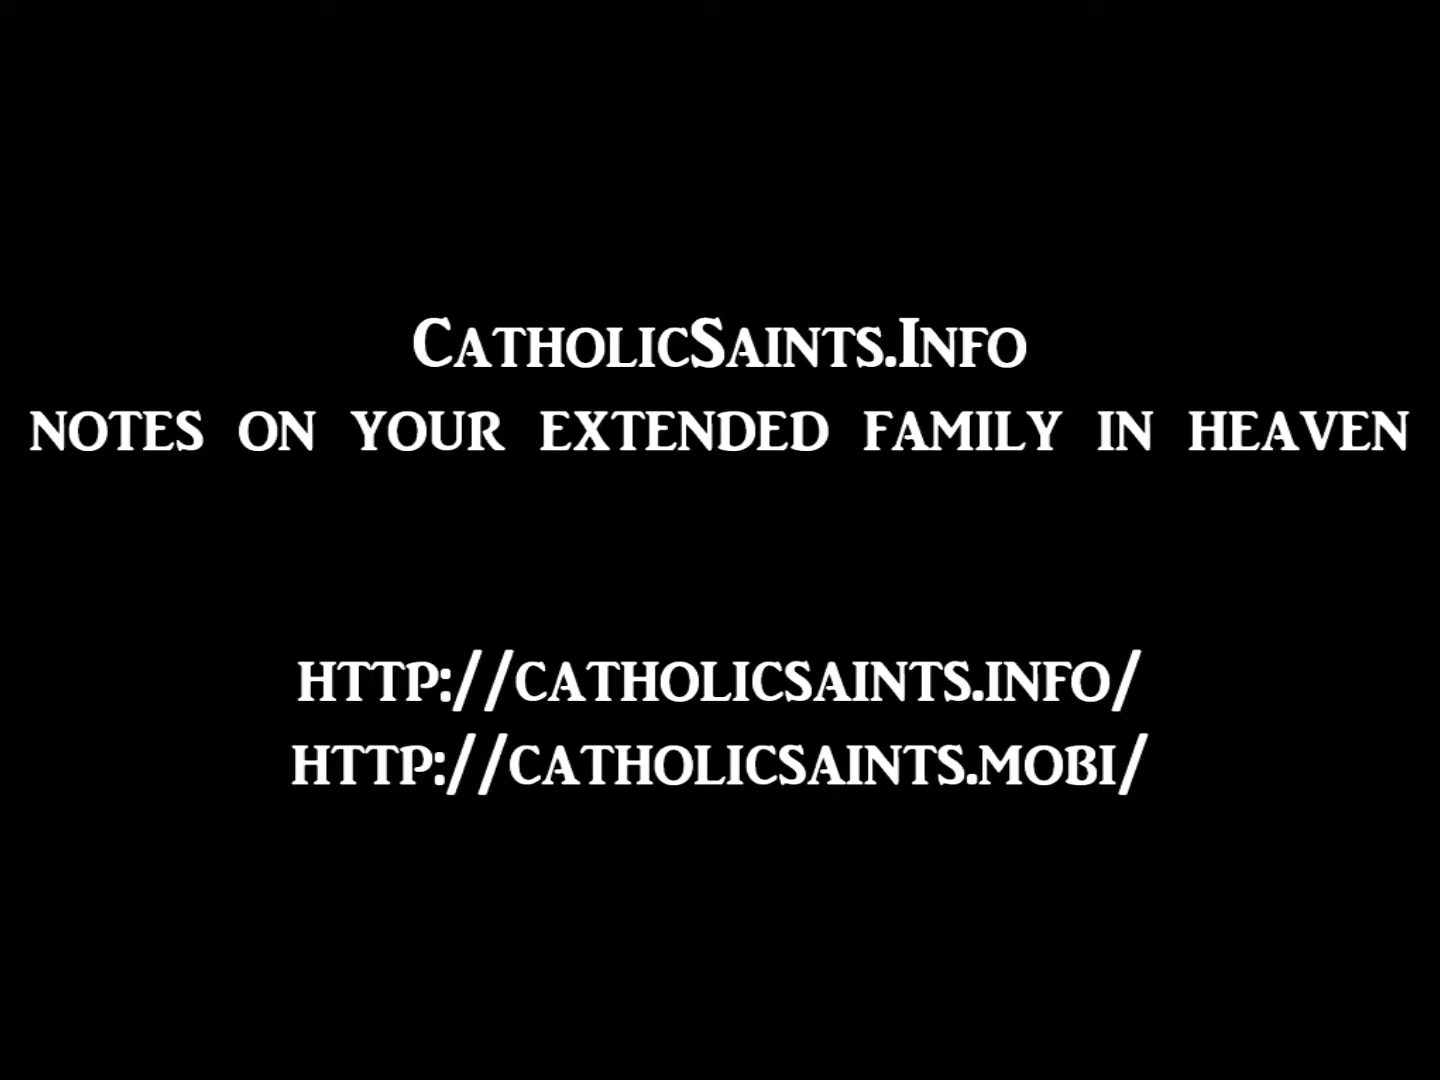 CatholicSaints.Info
notes on your extended family in heaven
http://catholicsaints.info/
http://catholicsaints.mobi/